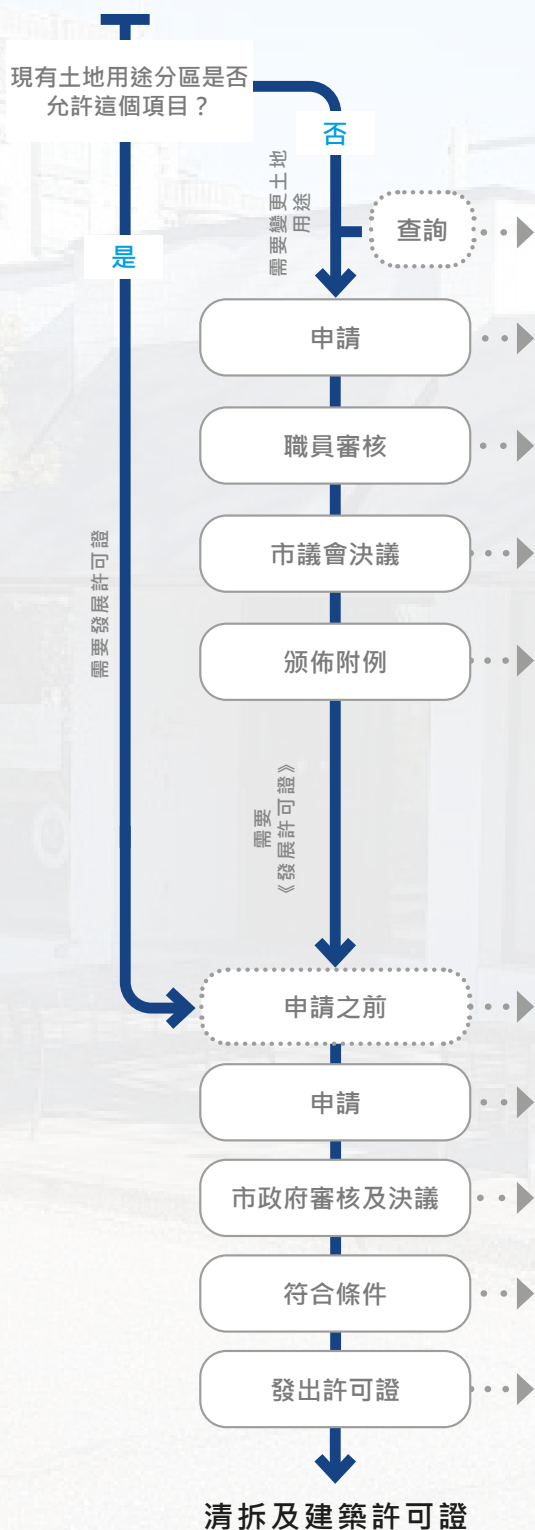 現有土地用途分區是否
允許這個項目？
否
需要變更土地
用途
查詢
是
申請
職員審核
市議會決議
需要發展許可證
颁佈附例
需要
《發展許可證》
申請之前
申請
市政府審核及決議
符合條件
發出許可證
清拆及建築許可證